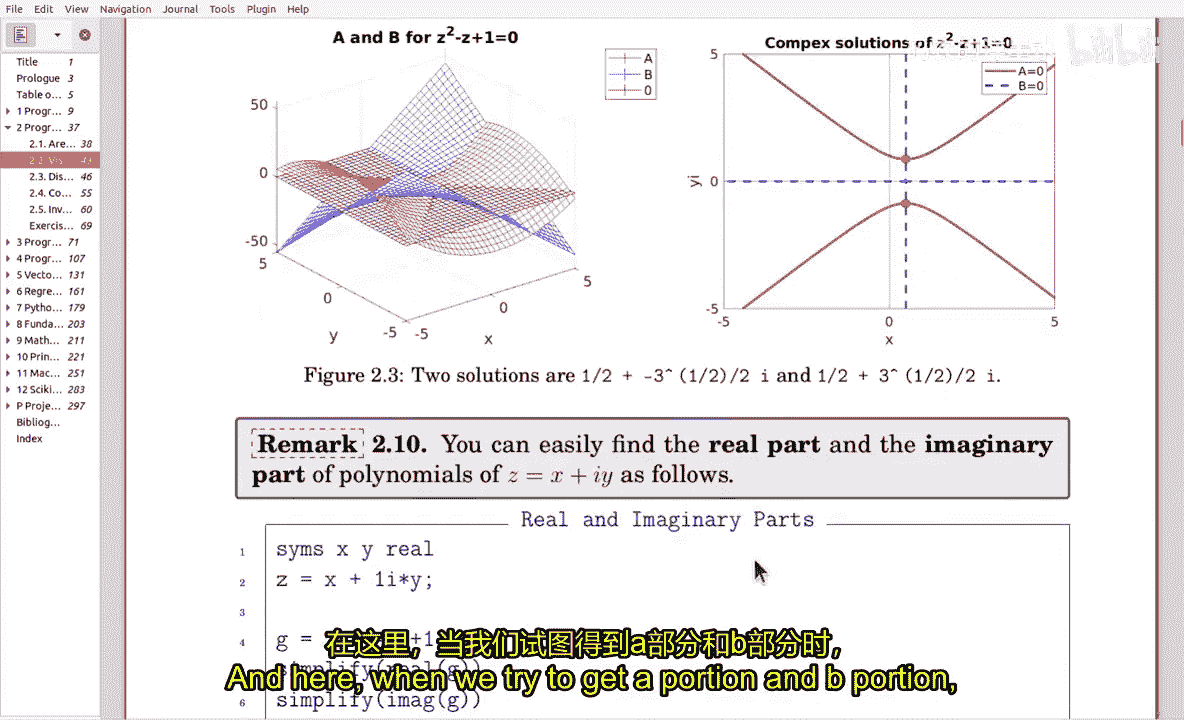 File Edit View Navigation Journal Tools Plugin Help
Title 1
Prologue 3
Table o... 5
1 Progr... 9
2 Progr... 37
2.1. Are... 38
2.3. Dis... 46
2.4. Co... 55
2.5. Inv... 60
Exercis... 69
3 Progr... 71
4 Progr... 107
5 Vecto... 131
6 Regre... 161
7 Pytho... 179
8 Funda... 203
9 Math... 211
10 Prin... 221
11 Mac... 251
12 Sciki... 283
P Proje... 297
Bibliog...
Index
A and B for z²-z+1=0
A
B
0
50
0
-50
5
0
-5
y
-5
0
5
x
Compex solutions of z²-z+1=0
A=0
B=0
5
0
-5
yi
-5 0 5
x
Figure 2.3: Two solutions are 1/2 + -3^(1/2)/2 i and 1/2 + 3^(1/2)/2 i.
Remark 2.10. You can easily find the real part and the imaginary
part of polynomials of z = x + iy as follows.
Real and Imaginary Parts
1 syms x y real
2 z = x + 1i*y;
3
4 g =
simplify(real(g))
6 simplify(imag(g))
在这里，当我们试图得到a部分和b部分时，
And here, when we try to get a portion and b portion,